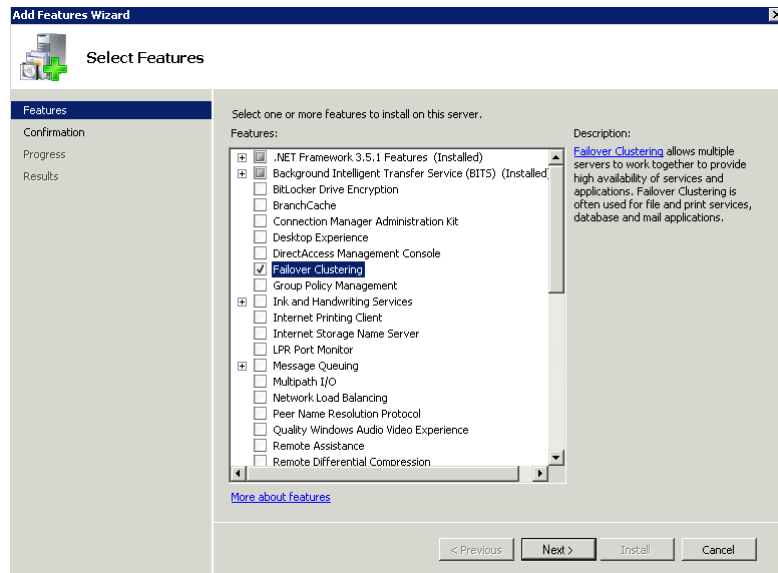 Add Features Wizard
Select Features
Features
Confirmation
Progress
Results
Select one or more features to install on this server.
Features:
.NET Framework 3.5.1 Features (Installed)
Background Intelligent Transfer Service (BITS) (Installed
BitLocker Drive Encryption
BranchCache
Connection Manager Administration Kit
Desktop Experience
DirectAccess Management Console
Failover Clustering
Group Policy Management
Ink and Handwriting Services
Internet Printing Client
Internet Storage Name Server
LPR Port Monitor
Message Queuing
Multipath I/O
Network Load Balancing
Peer Name Resolution Protocol
Quality Windows Audio Video Experience
Remote Assistance
Remote Differential Compression
More about features
Description:
Failover Clustering allows multiple
servers to work together to provide
high availability of services and
applications. Failover Clustering is
often used for file and print services,
database and mail applications.
< Previous
Next >
Install
Cancel